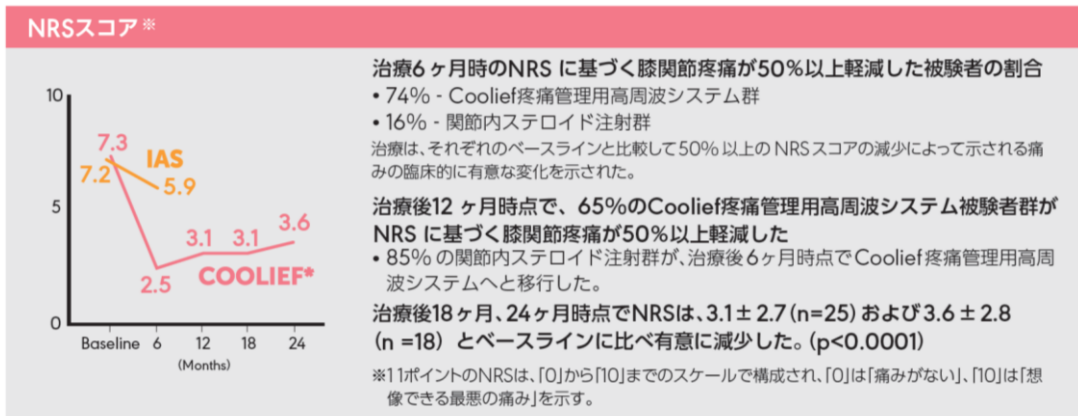 NRSスコア※
10
5
0
7.3
7.2
IAS
5.9
2.5
3.1
3.1
3.6
COOLIEF*
Baseline 6 12 18 24
(Months)
治療6ヶ月時のNRS に基づく膝関節疼痛が50%以上軽減した被験者の割合
• 74% - Coolief疼痛管理用高周波システム群
• 16% - 関節内ステロイド注射群
治療は、それぞれのベースラインと比較して50%以上のNRSスコアの減少によって示される痛
みの臨床的に有意な変化を示された。
治療後12 ヶ月時点で、65%のCoolief疼痛管理用高周波システム被験者群が
NRS に基づく膝関節疼痛が50%以上軽減した
• 85% の関節内ステロイド注射群が、治療後6ヶ月時点でCoolief疼痛管理用高周
波システムへと移行した。
治療後18ヶ月、24ヶ月時点でNRSは、3.1±2.7(n=25)および3.6±2.8
(n =18) とベースラインに比べ有意に減少した。(p<0.0001)
※11ポイントのNRSは、「0」から「10」までのスケールで構成され、「0」は「痛みがない」、「10」は「想
像できる最悪の痛み」を示す。